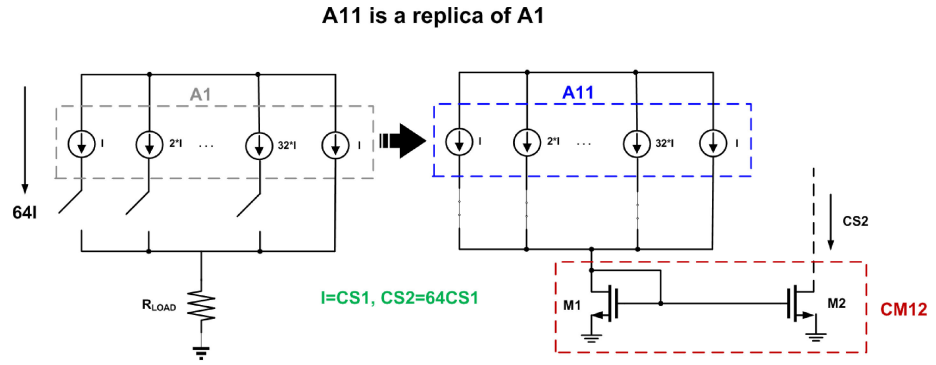 A11 is a replica of A1
A1
A11
I
2*I
...
32*I
I
I
2*I
...
32*I
I
64I
CS2
RLOAD
I=CS1, CS2=64CS1
M1
M2
CM12